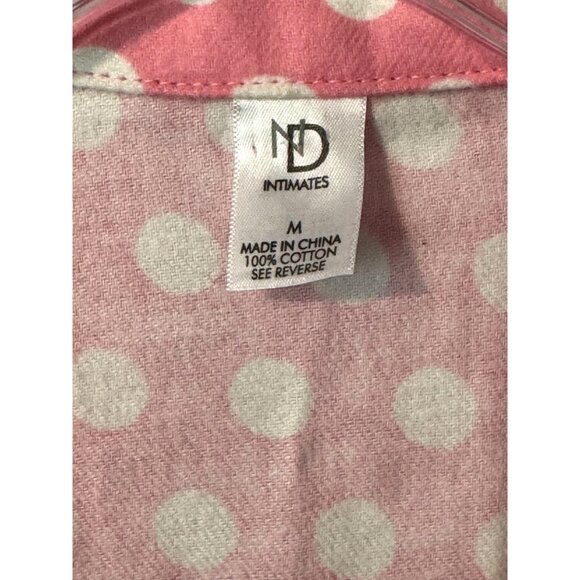 ND
INTIMATES
M
MADE IN CHINA
100% COTTON
SEE REVERSE